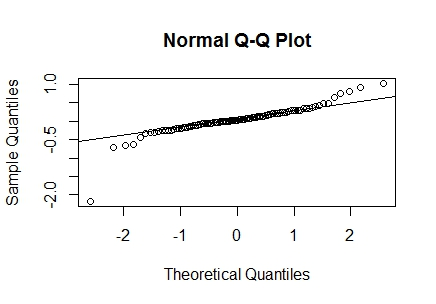 Normal Q-Q Plot
Sample Quantiles
1.0
-0.5
-2.0
-2 -1 0 1 2
Theoretical Quantiles